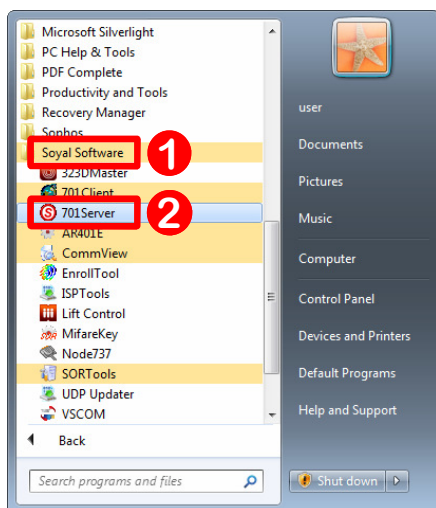 Microsoft Silverlight
PC Help & Tools
PDF Complete
Productivity and Tools
Recovery Manager
Sophos
Soyal Software
1
323DMaster
701Client
701Server
2
AR401E
CommView
EnrollTool
ISPTools
Lift Control
MifareKey
Node737
SORTools
UDP Updater
VSCOM
Back
Search programs and files
user
Documents
Pictures
Music
Computer
Control Panel
Devices and Printers
Default Programs
Help and Support
Shut down